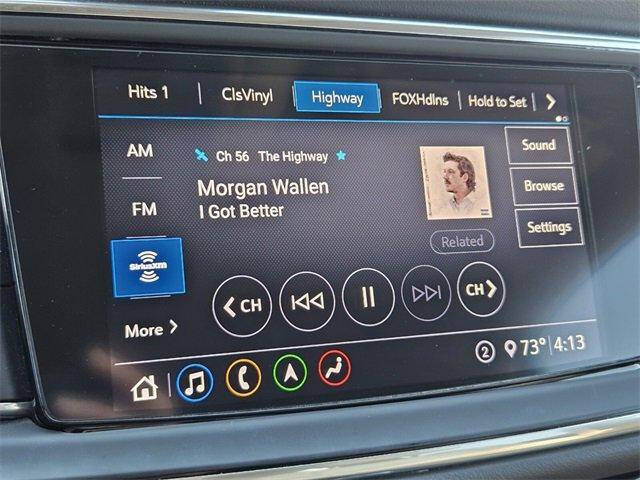 Hits 1 | ClsVinyl Highway FOXHdlns | Hold to Set |
AM
Ch 56 The Highway
Sound
Morgan Wallen
I Got Better
Browse
FM
Settings
Related
SiriusXM
CH CH
More
2 73° 4:13